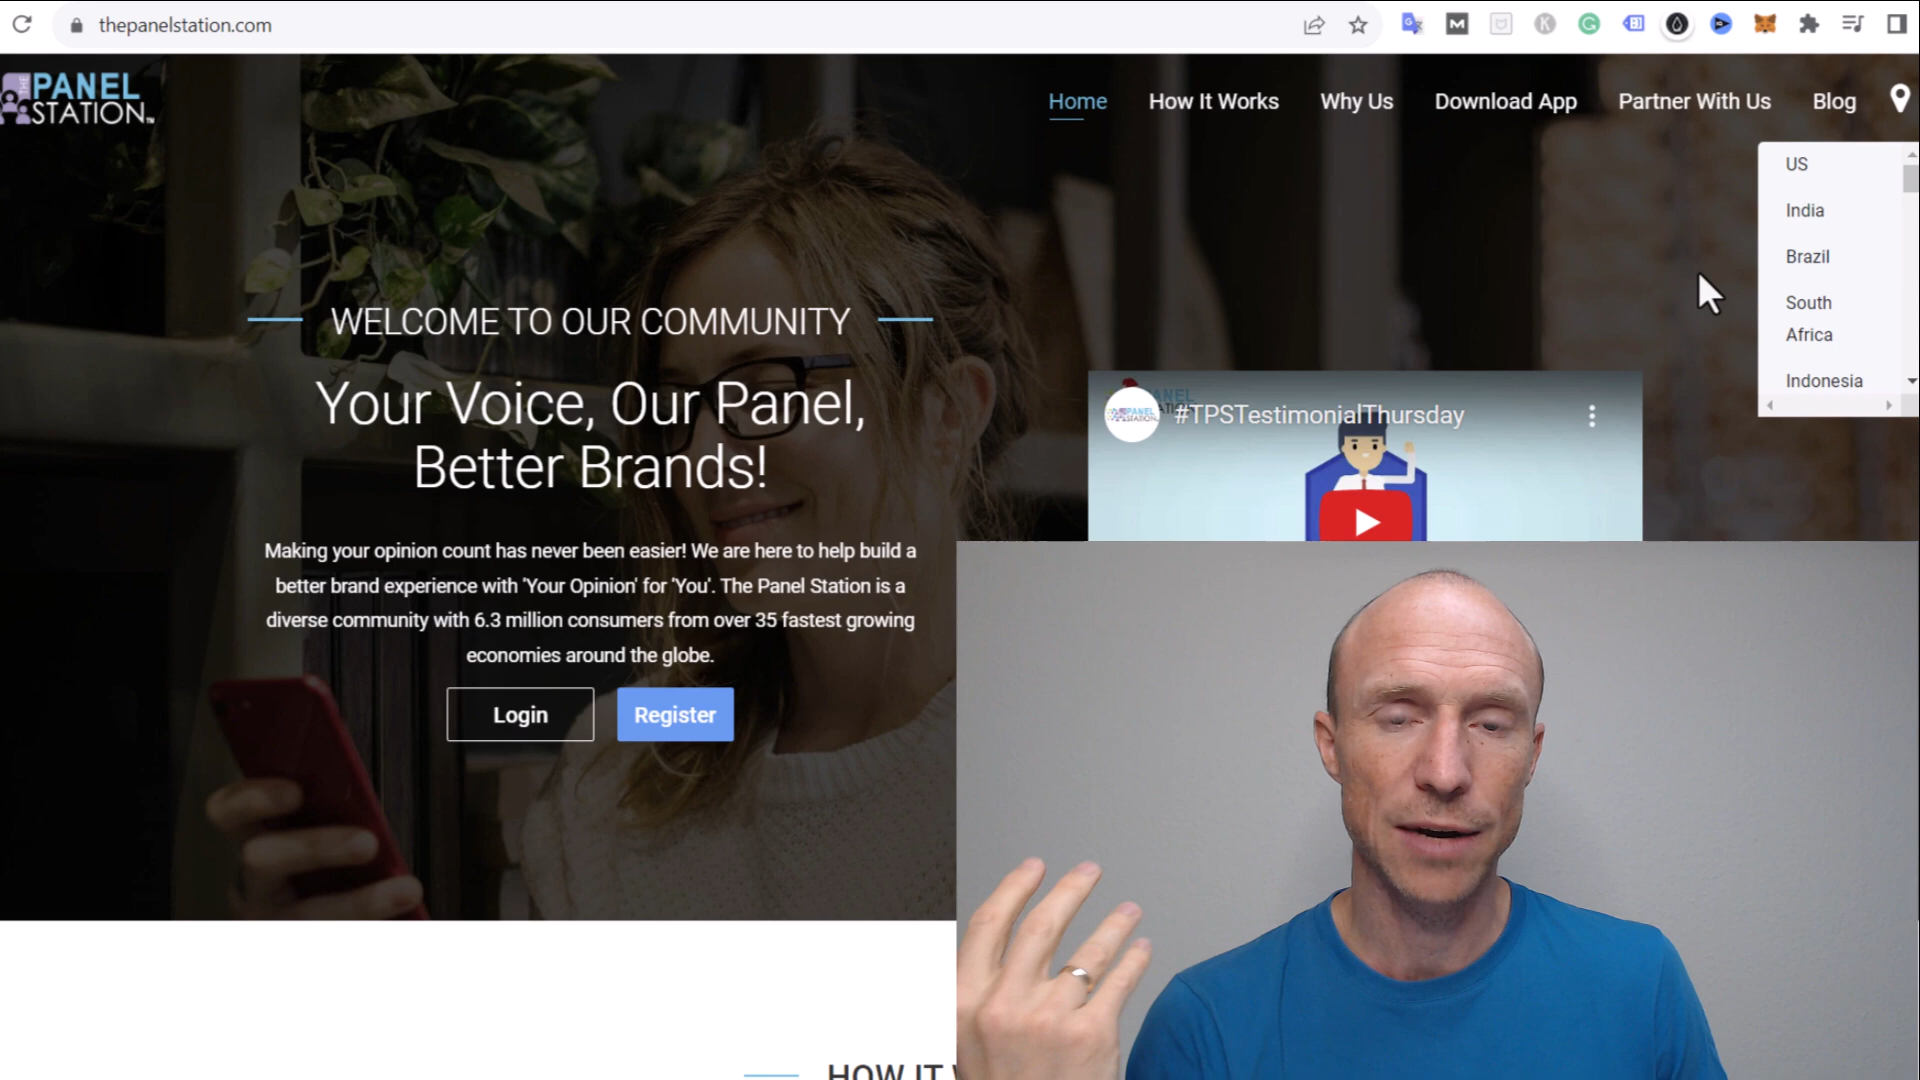 thepanelstation.com
THE
PANEL
STATION
Home
How It Works
Why Us
Download App
Partner With Us
Blog
US
India
Brazil
South
Africa
Indonesia
WELCOME TO OUR COMMUNITY
Your Voice, Our Panel,
Better Brands!
#TPSTestimonialThursday
Making your opinion count has never been easier! We are here to help build a
better brand experience with 'Your Opinion' for 'You'. The Panel Station is a
diverse community with 6.3 million consumers from over 35 fastest growing
economies around the globe.
Login
Register
HOW IT